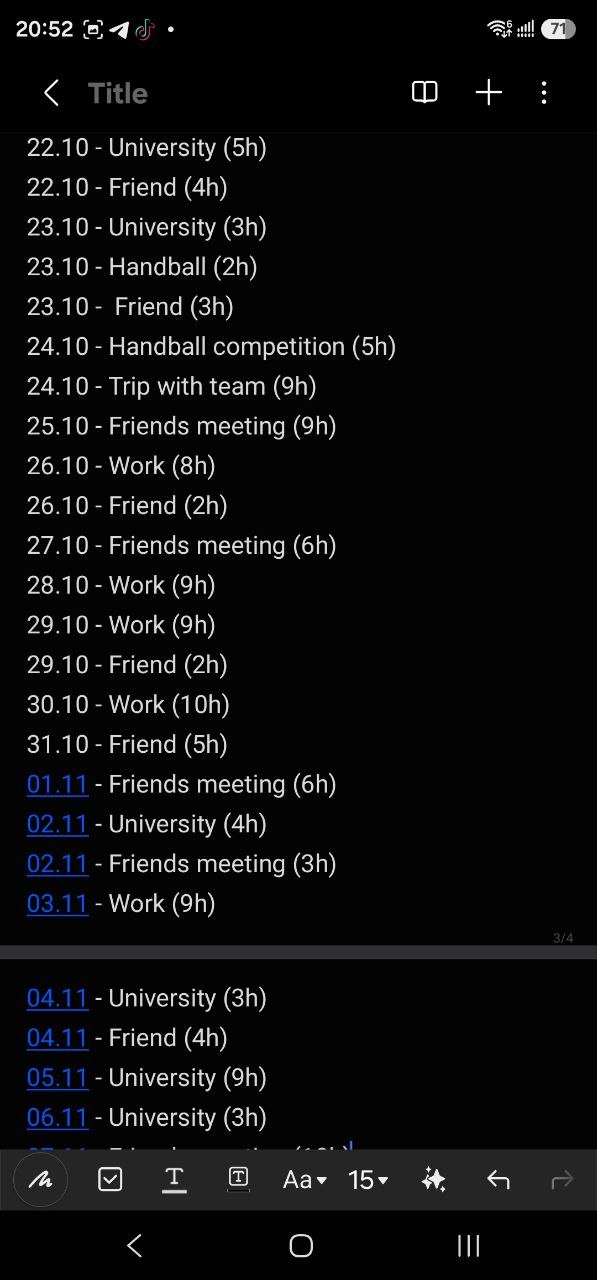 20:52
6
71
Title
22.10 - University (5h)
22.10 - Friend (4h)
23.10 - University (3h)
23.10 - Handball (2h)
23.10 -  Friend (3h)
24.10 - Handball competition (5h)
24.10 - Trip with team (9h)
25.10 - Friends meeting (9h)
26.10 - Work (8h)
26.10 - Friend (2h)
27.10 - Friends meeting (6h)
28.10 - Work (9h)
29.10 - Work (9h)
29.10 - Friend (2h)
30.10 - Work (10h)
31.10 - Friend (5h)
01.11 - Friends meeting (6h)
02.11 - University (4h)
02.11 - Friends meeting (3h)
03.11 - Work (9h)
3/4
04.11 - University (3h)
04.11 - Friend (4h)
05.11 - University (9h)
06.11 - University (3h)
T T Aa 15